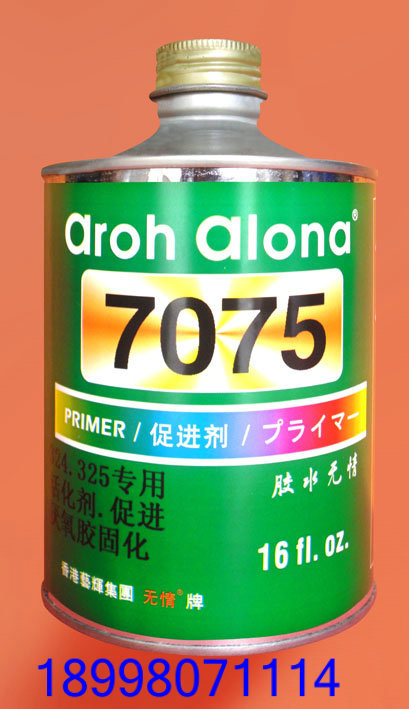 aroh alona®
7075
PRIMER / 促进剂 / プライマー
324.325专用
活化剂.促进
厌氧胶固化
胶水无情
16 fl. oz.
香港藝輝集團 无情®牌
18998071114